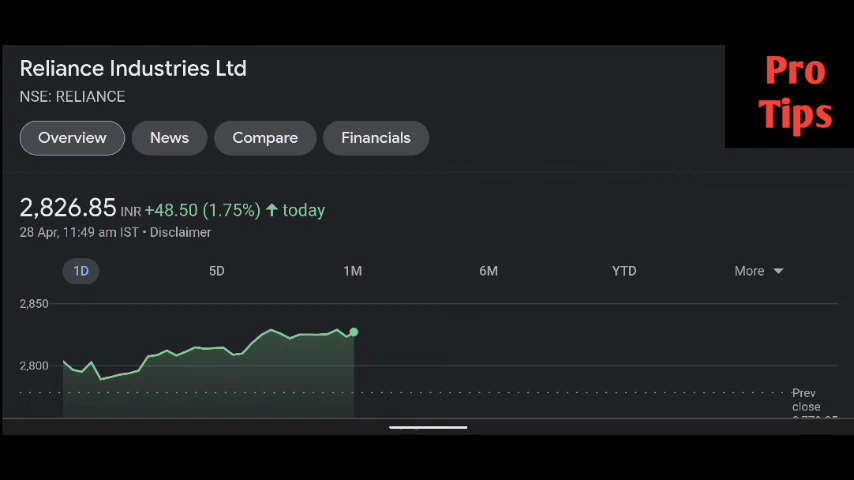 Reliance Industries Ltd
NSE: RELIANCE
Pro
Tips
Overview News Compare Financials
2,826.85 INR +48.50 (1.75%) ↑ today
28 Apr, 11:49 am IST • Disclaimer
1D 5D 1M 6M YTD More
2,850
2,800
Prev
close